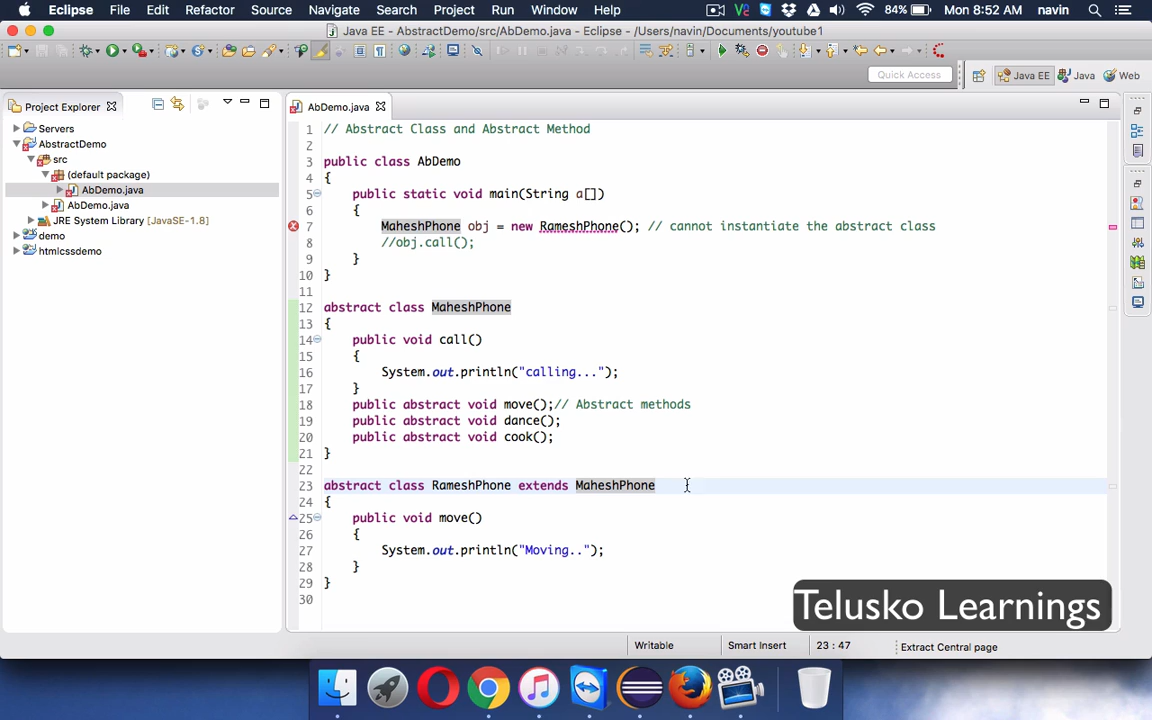 Eclipse File Edit Refactor Source Navigate Search Project Run Window Help 84% Mon 8:52 AM navin
Java EE - AbstractDemo/src/AbDemo.java - Eclipse - /Users/navin/Documents/youtube1
Quick Access Java EE Java Web
Project Explorer
Servers
AbstractDemo
src
(default package)
AbDemo.java
AbDemo.java
JRE System Library [JavaSE-1.8]
demo
htmlcssdemo
AbDemo.java
1 // Abstract Class and Abstract Method
2
3 public class AbDemo
4 {
5 public static void main(String a[])
6 {
7 MaheshPhone obj = new RameshPhone(); // cannot instantiate the abstract class
8 //obj.call();
9 }
10 }
11
12 abstract class MaheshPhone
13 {
14 public void call()
15 {
16 System.out.println("calling...");
17 }
18 public abstract void move();// Abstract methods
19 public abstract void dance();
20 public abstract void cook();
21 }
22
23 abstract class RameshPhone extends MaheshPhone
24 {
25 public void move()
26 {
27 System.out.println("Moving..");
28 }
29 }
30
Telusko Learnings
Writable Smart Insert 23 : 47 Extract Central page